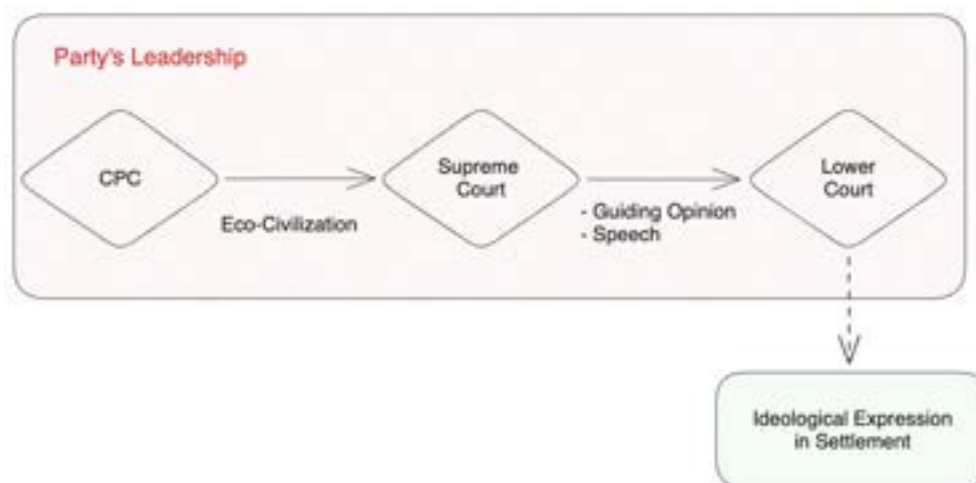 Party's Leadership
CPC
Eco-Civilization
Supreme
Court
- Guiding Opinion
- Speech
Lower
Court
Ideological Expression
in Settlement